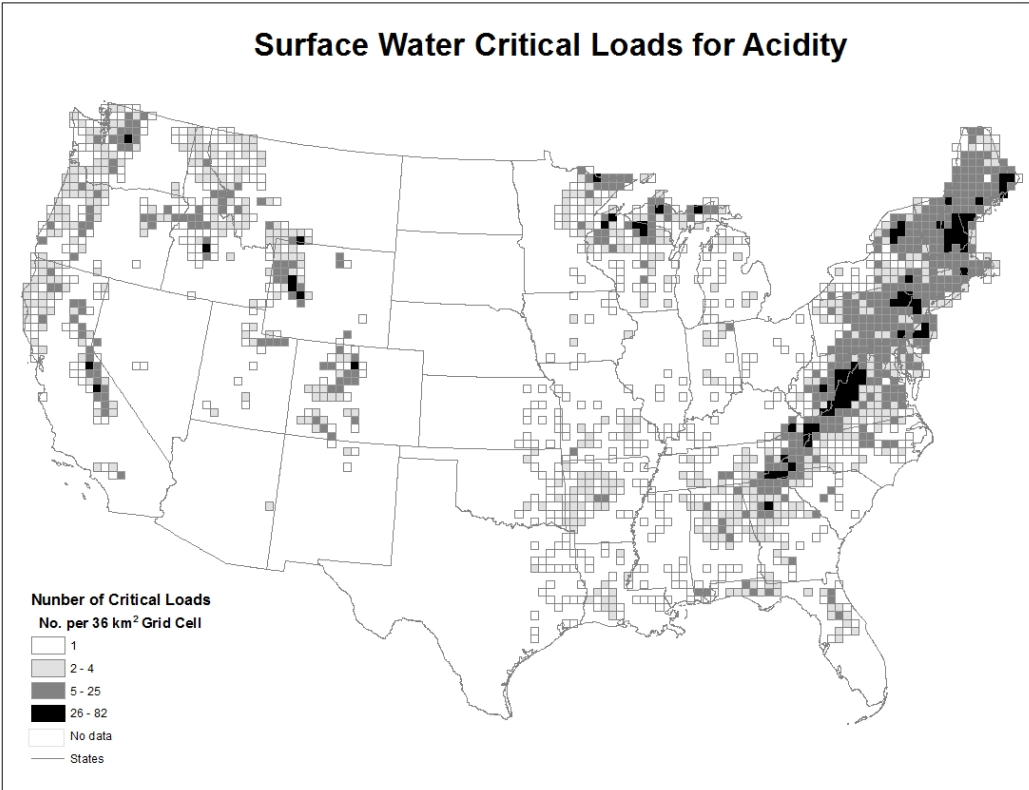 Surface Water Critical Loads for Acidity
Nunber of Critical Loads
No. per 36 km² Grid Cell
1
2 - 4
5 - 25
26 - 82
No data
States